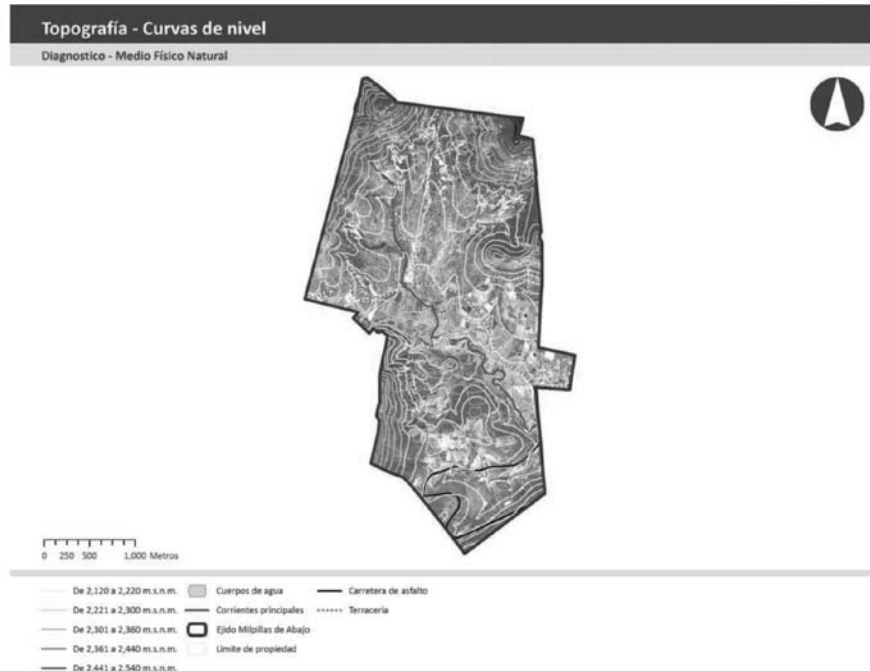 Topografía - Curvas de nivel
Diagnostico - Medio Físico Natural
0 250 500 1,000 Metros
De 2,120 a 2,220 m.s.n.m.
Cuerpos de agua
Carretera de asfalto
De 2,221 a 2,300 m.s.n.m.
Corrientes principales
Terraceria
De 2,301 a 2,360 m.s.n.m.
Ejido Milpillas de Abajo
De 2,361 a 2,440 m.s.n.m.
Limite de propiedad
De 2,441 a 2,540 m.s.n.m.